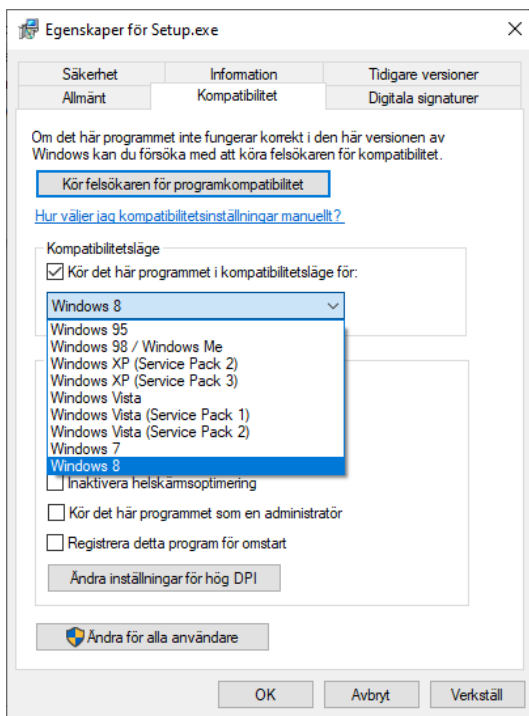 Egenskaper för Setup.exe
Säkerhet
Information
Tidigare versioner
Allmänt
Kompatibilitet
Digitala signaturer
Om det här programmet inte fungerar korrekt i den här versionen av
Windows kan du försöka med att köra felsökaren för kompatibilitet.
Kör felsökaren för programkompatibilitet
Hur väljer jag kompatibilitetsinställningar manuellt?
Kompatibilitetsläge
Kör det här programmet i kompatibilitetsläge för:
Windows 8
Windows 95
Windows 98 / Windows Me
Windows XP (Service Pack 2)
Windows XP (Service Pack 3)
Windows Vista
Windows Vista (Service Pack 1)
Windows Vista (Service Pack 2)
Windows 7
Windows 8
Inaktivera helskärmsoptimering
Kör det här programmet som en administratör
Registrera detta program för omstart
Ändra inställningar för hög DPI
Ändra för alla användare
OK
Avbryt
Verkställ